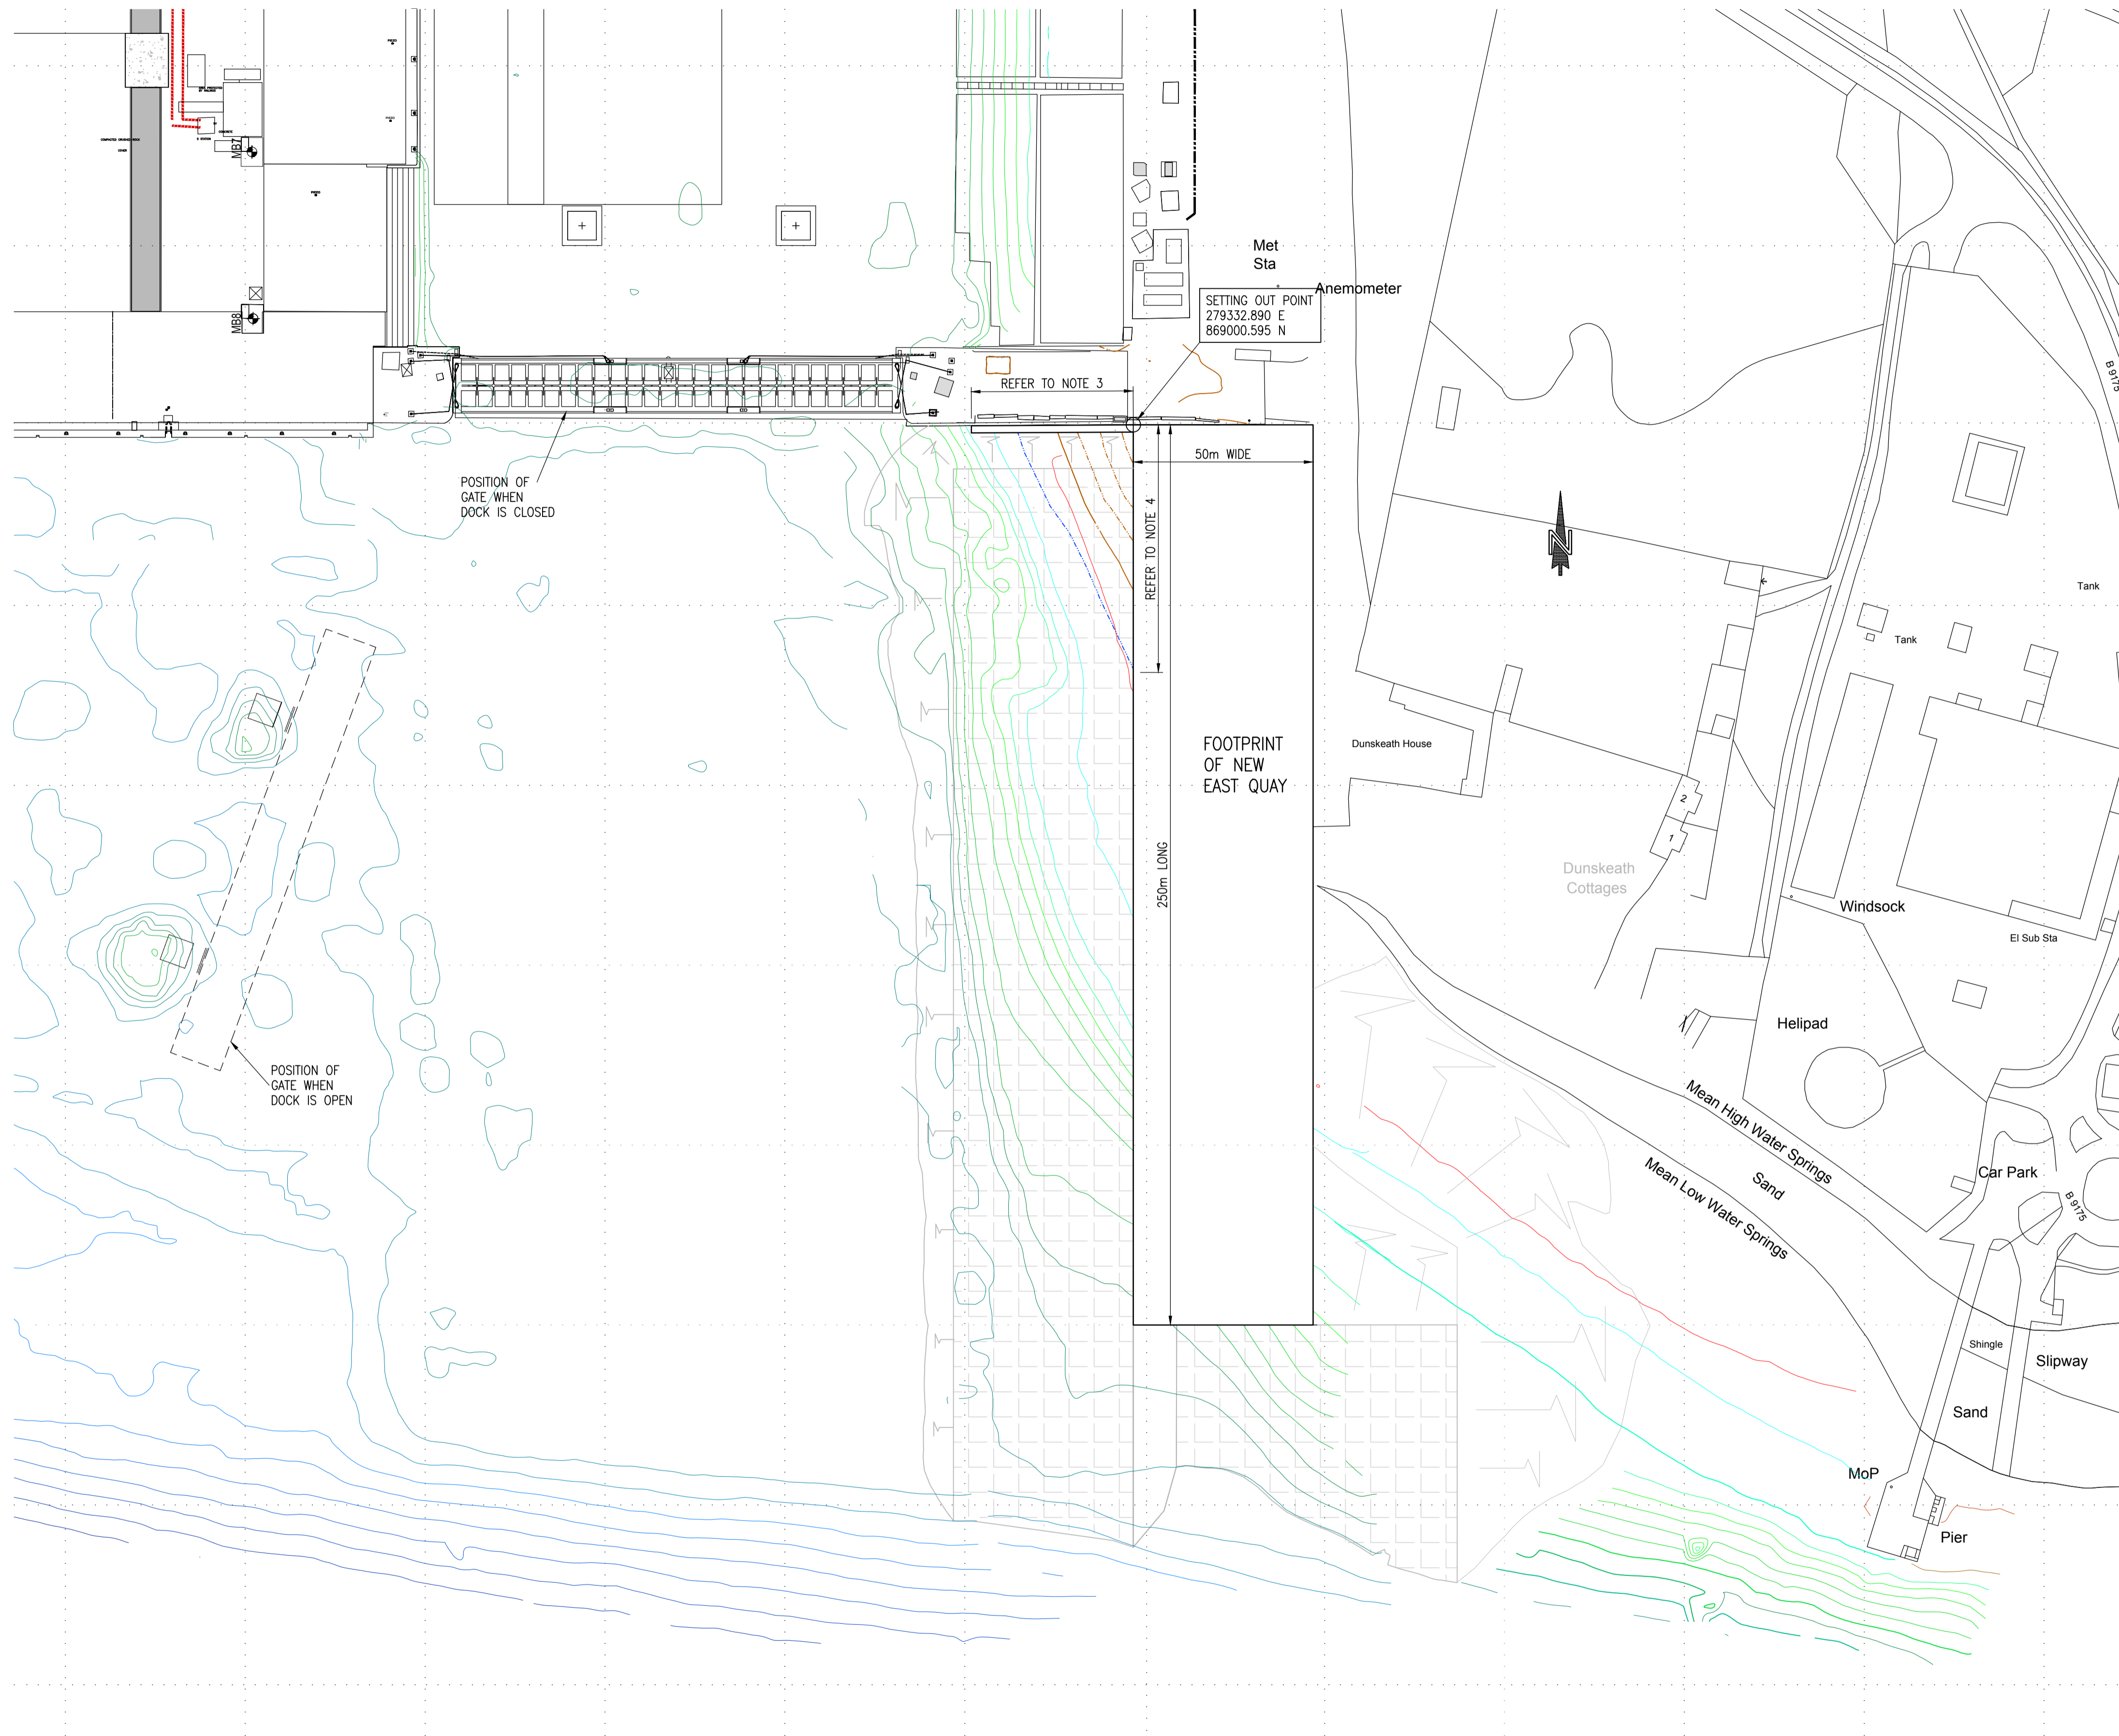 MB7
MB8
Met
Sta
Anemometer
SETTING OUT POINT
279332.890 E
869000.595 N
REFER TO NOTE 3
50m WIDE
REFER TO NOTE 4
250m LONG
POSITION OF
GATE WHEN
DOCK IS CLOSED
FOOTPRINT
OF NEW
EAST QUAY
POSITION OF
GATE WHEN
DOCK IS OPEN
N
B 9175
Tank
Tank
Dunskeath House
2
1
Dunskeath
Cottages
Windsock
El Sub Sta
Helipad
Mean High Water Springs
Sand
Mean Low Water Springs
Car Park
B 9175
Shingle
Slipway
Sand
MoP
Pier